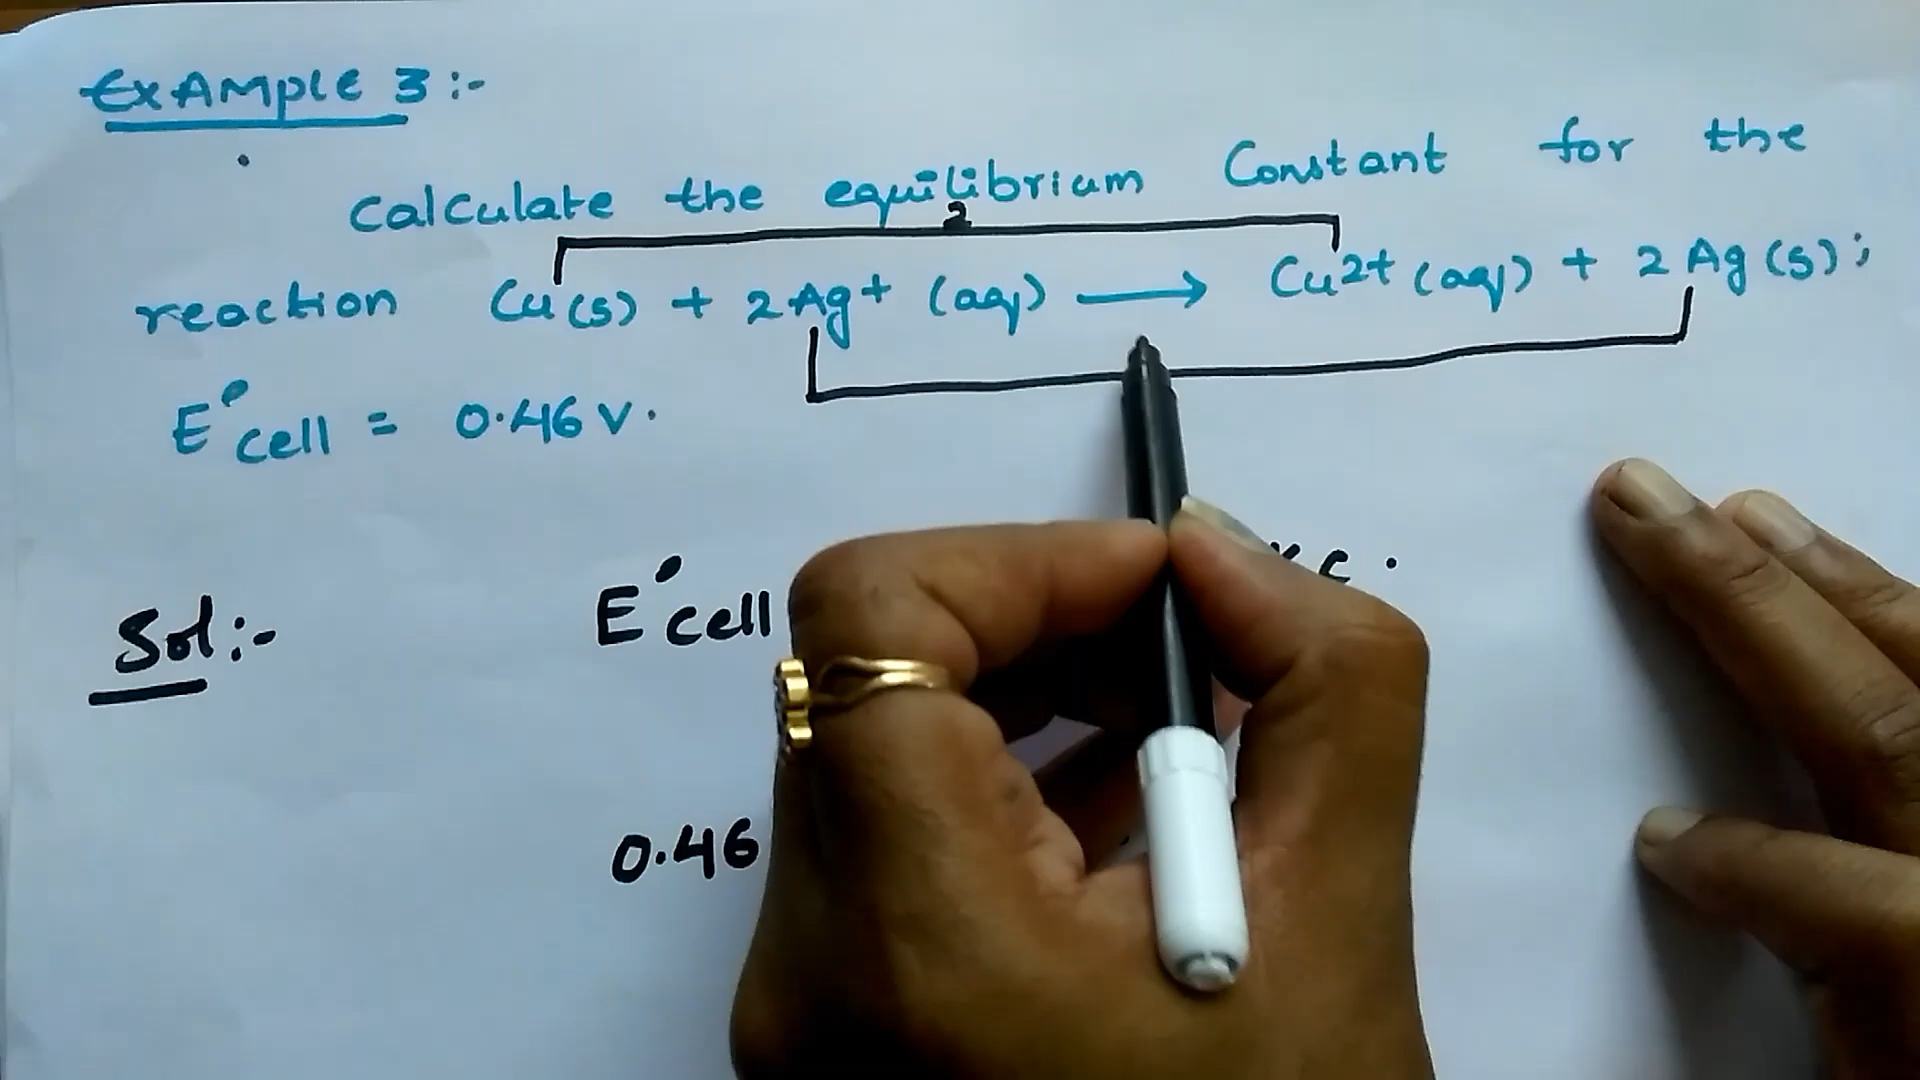 ExAmplE 3:-
Calculate the equilibrium Constant for the
2
reaction Cu(s) + 2Ag+ (aq) ⟶ Cu2+ (aq) + 2Ag(s);
E°cell = 0.46 V.
Sol:- E°cell c.
0.46